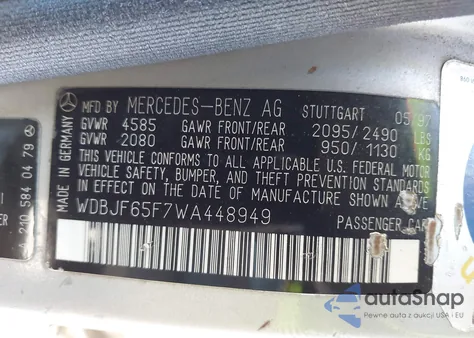 MFD BY MERCEDES-BENZ AG STUTTGART 05/97
GVWR 4585 GAWR FRONT/REAR 2095/2490 LBS
GVWR 2080 GAWR FRONT/REAR 950/1130 KG
THIS VEHICLE CONFORMS TO ALL APPLICABLE U.S. FEDERAL MOTOR
VEHICLE SAFETY, BUMPER, AND THEFT PREVENTION STANDARDS
IN EFFECT ON THE DATE OF MANUFACTURE SHOWN ABOVE.
WDBJF65F7WA448949 PASSENGER CAR
MADE IN GERMANY
A 210 584 04 79
autoSnap
Pewne auta z aukcji USA i EU